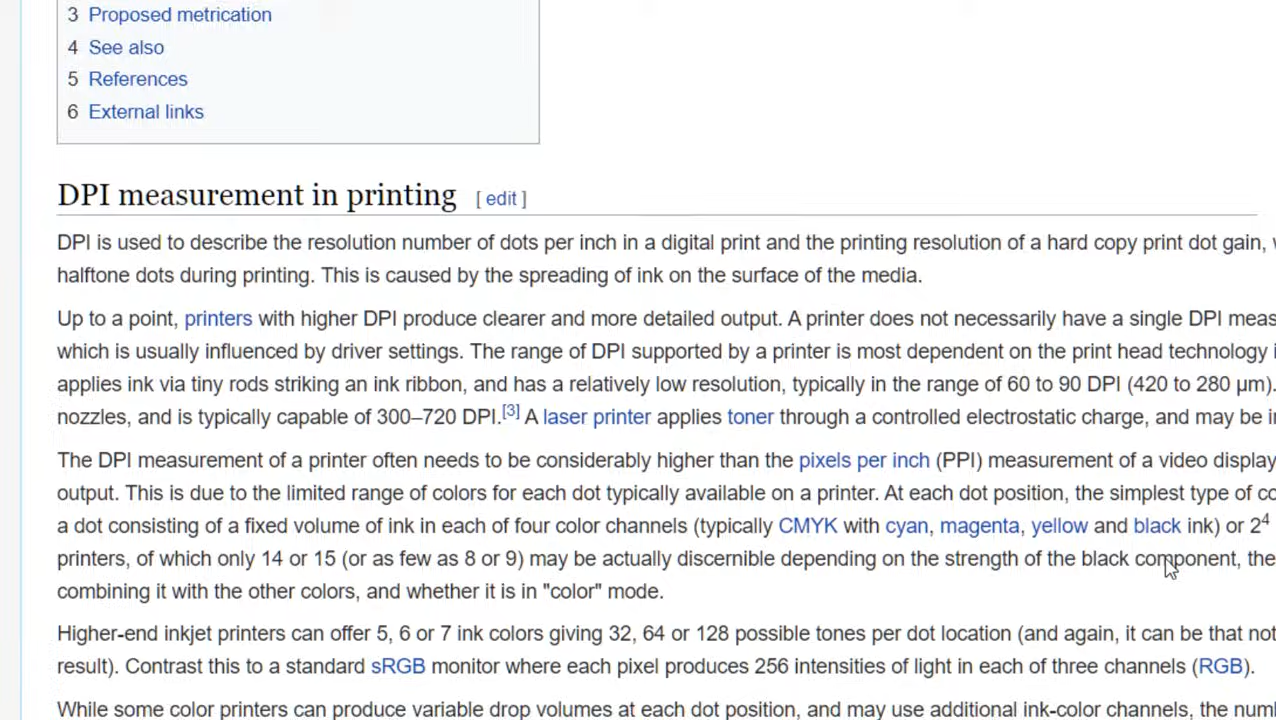 3 Proposed metrication
4 See also
5 References
6 External links
DPI measurement in printing [ edit ]
DPI is used to describe the resolution number of dots per inch in a digital print and the printing resolution of a hard copy print dot gain,
halftone dots during printing. This is caused by the spreading of ink on the surface of the media.
Up to a point, printers with higher DPI produce clearer and more detailed output. A printer does not necessarily have a single DPI meas
which is usually influenced by driver settings. The range of DPI supported by a printer is most dependent on the print head technology i
applies ink via tiny rods striking an ink ribbon, and has a relatively low resolution, typically in the range of 60 to 90 DPI (420 to 280 μm).
nozzles, and is typically capable of 300–720 DPI.[3] A laser printer applies toner through a controlled electrostatic charge, and may be i
The DPI measurement of a printer often needs to be considerably higher than the pixels per inch (PPI) measurement of a video display
output. This is due to the limited range of colors for each dot typically available on a printer. At each dot position, the simplest type of co
a dot consisting of a fixed volume of ink in each of four color channels (typically CMYK with cyan, magenta, yellow and black ink) or 2⁴
printers, of which only 14 or 15 (or as few as 8 or 9) may be actually discernible depending on the strength of the black component, the
combining it with the other colors, and whether it is in "color" mode.
Higher-end inkjet printers can offer 5, 6 or 7 ink colors giving 32, 64 or 128 possible tones per dot location (and again, it can be that not
result). Contrast this to a standard sRGB monitor where each pixel produces 256 intensities of light in each of three channels (RGB).
While some color printers can produce variable drop volumes at each dot position, and may use additional ink-color channels, the num